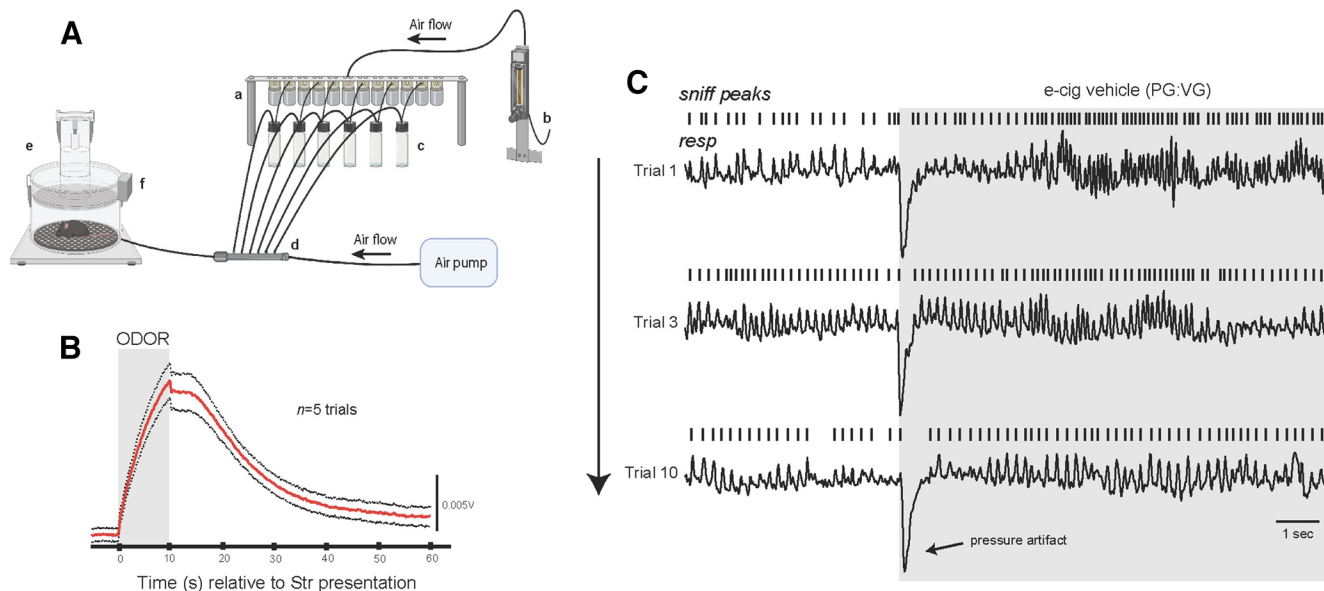 A
Air flow
a
b
c
d
e
f
Air flow
Air pump
B
ODOR
n=5 trials
0.005V
0 10 20 30 40 50 60
Time (s) relative to Str presentation
C
e-cig vehicle (PG:VG)
sniff peaks
resp
Trial 1
Trial 3
Trial 10
pressure artifact
1 sec